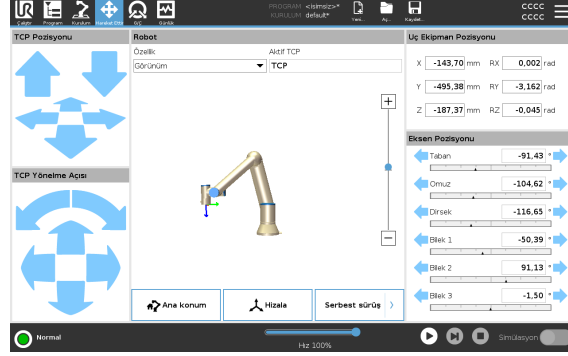 PROGRAM <isimsiz>*
KURULUM default*
CCCC
CCCC
Çalıştır Program Kurulum Hareket Ettir G/Ç Günlük Yeni... Aç... Kaydet...
TCP Pozisyonu
Robot
Uç Ekipman Pozisyonu
Özellik Aktif TCP
Görünüm TCP
X -143,70 mm RX 0,002 rad
Y -495,38 mm RY -3,162 rad
Z -187,37 mm RZ -0,045 rad
Eksen Pozisyonu
Taban -91,43 °
TCP Yönelme Açısı
Omuz -104,62 °
Dirsek -116,65 °
Bilek 1 -50,39 °
Bilek 2 91,13 °
Bilek 3 -1,50 °
Ana konum Hizala Serbest sürüş
Normal
Hız 100%
Simülasyon